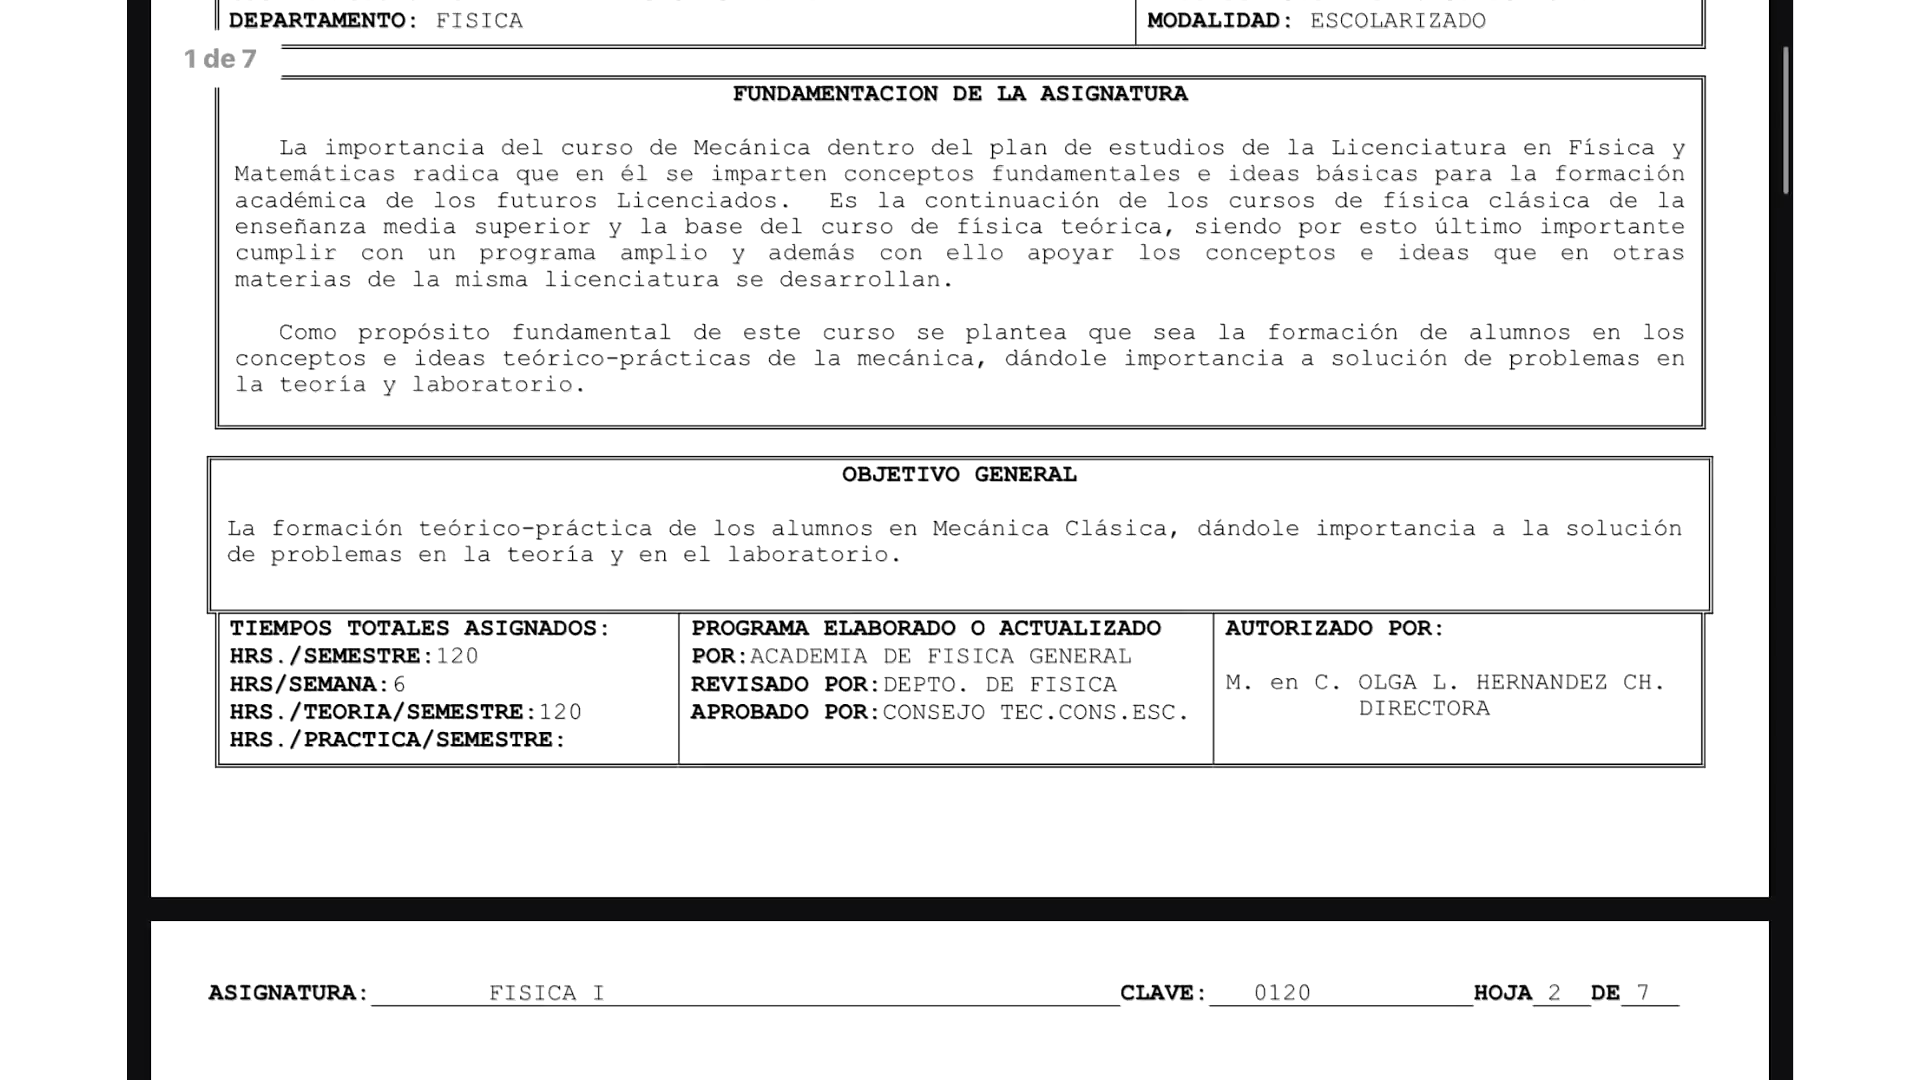 DEPARTAMENTO: FISICA
MODALIDAD: ESCOLARIZADO
1 de 7
FUNDAMENTACION DE LA ASIGNATURA
La importancia del curso de Mecánica dentro del plan de estudios de la Licenciatura en Física y
Matemáticas radica que en él se imparten conceptos fundamentales e ideas básicas para la formación
académica de los futuros Licenciados. Es la continuación de los cursos de física clásica de la
enseñanza media superior y la base del curso de física teórica, siendo por esto último importante
cumplir con un programa amplio y además con ello apoyar los conceptos e ideas que en otras
materias de la misma licenciatura se desarrollan.
Como propósito fundamental de este curso se plantea que sea la formación de alumnos en los
conceptos e ideas teórico-prácticas de la mecánica, dándole importancia a solución de problemas en
la teoría y laboratorio.
OBJETIVO GENERAL
La formación teórico-práctica de los alumnos en Mecánica Clásica, dándole importancia a la solución
de problemas en la teoría y en el laboratorio.
TIEMPOS TOTALES ASIGNADOS:
HRS./SEMESTRE:120
HRS/SEMANA:6
HRS./TEORIA/SEMESTRE:120
HRS./PRACTICA/SEMESTRE:
PROGRAMA ELABORADO O ACTUALIZADO
POR:ACADEMIA DE FISICA GENERAL
REVISADO POR:DEPTO. DE FISICA
APROBADO POR:CONSEJO TEC.CONS.ESC.
AUTORIZADO POR:
M. en C. OLGA L. HERNANDEZ CH.
DIRECTORA
ASIGNATURA: FISICA I CLAVE: 0120 HOJA 2 DE 7